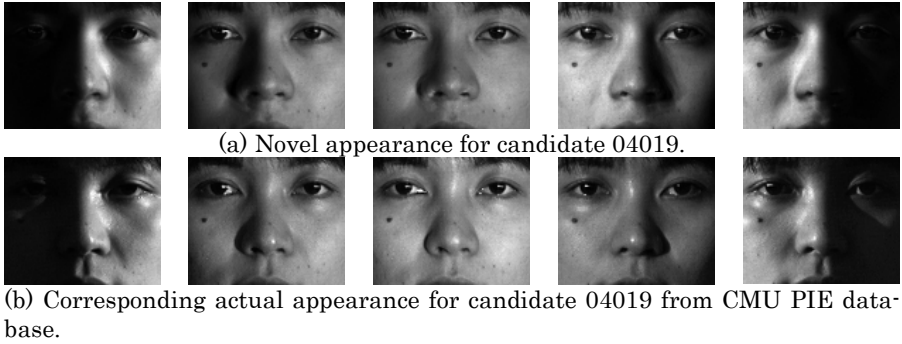 (a) Novel appearance for candidate 04019.
(b) Corresponding actual appearance for candidate 04019 from CMU PIE data-
base.